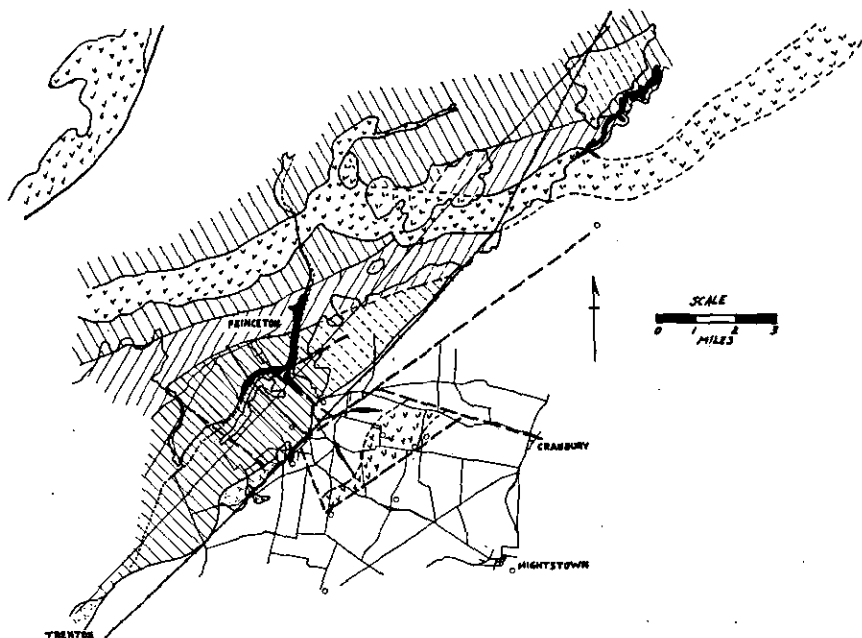 PRINCETON
SCALE
0 1 2 3
MILES
CRANBURY
HIGHTSTOWN
TRENTON